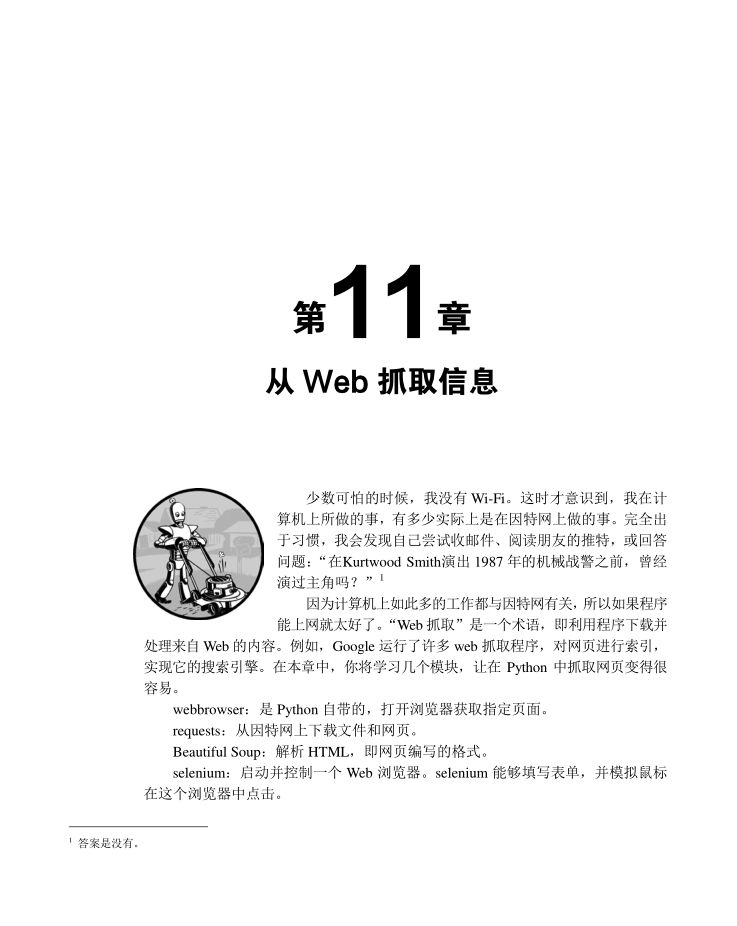 第11章
从 Web 抓取信息
少数可怕的时候，我没有 Wi-Fi。这时才意识到，我在计
算机上所做的事，有多少实际上是在因特网上做的事。完全出
于习惯，我会发现自己尝试收邮件、阅读朋友的推特，或回答
问题：“在Kurtwood Smith演出 1987 年的机械战警之前，曾经
演过主角吗？”1
因为计算机上如此多的工作都与因特网有关，所以如果程序
能上网就太好了。“Web 抓取”是一个术语，即利用程序下载并
处理来自 Web 的内容。例如，Google 运行了许多 web 抓取程序，对网页进行索引，
实现它的搜索引擎。在本章中，你将学习几个模块，让在 Python 中抓取网页变得很
容易。
webbrowser：是 Python 自带的，打开浏览器获取指定页面。
requests：从因特网上下载文件和网页。
Beautiful Soup：解析 HTML，即网页编写的格式。
selenium：启动并控制一个 Web 浏览器。selenium 能够填写表单，并模拟鼠标
在这个浏览器中点击。
1 答案是没有。